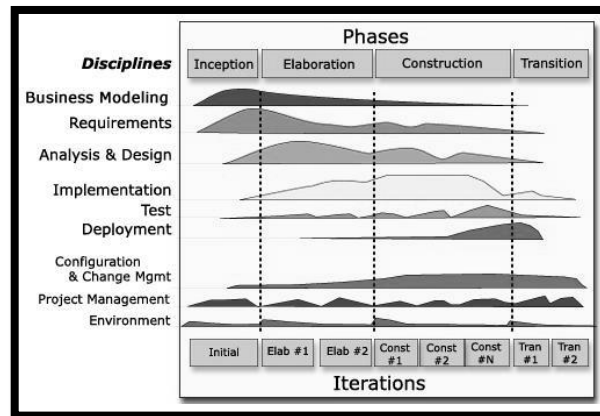 Phases
Disciplines Inception Elaboration Construction Transition
Business Modeling
Requirements
Analysis & Design
Implementation
Test
Deployment
Configuration
& Change Mgmt
Project Management
Environment
Initial Elab #1 Elab #2 Const #1 Const #2 Const #N Tran #1 Tran #2
Iterations